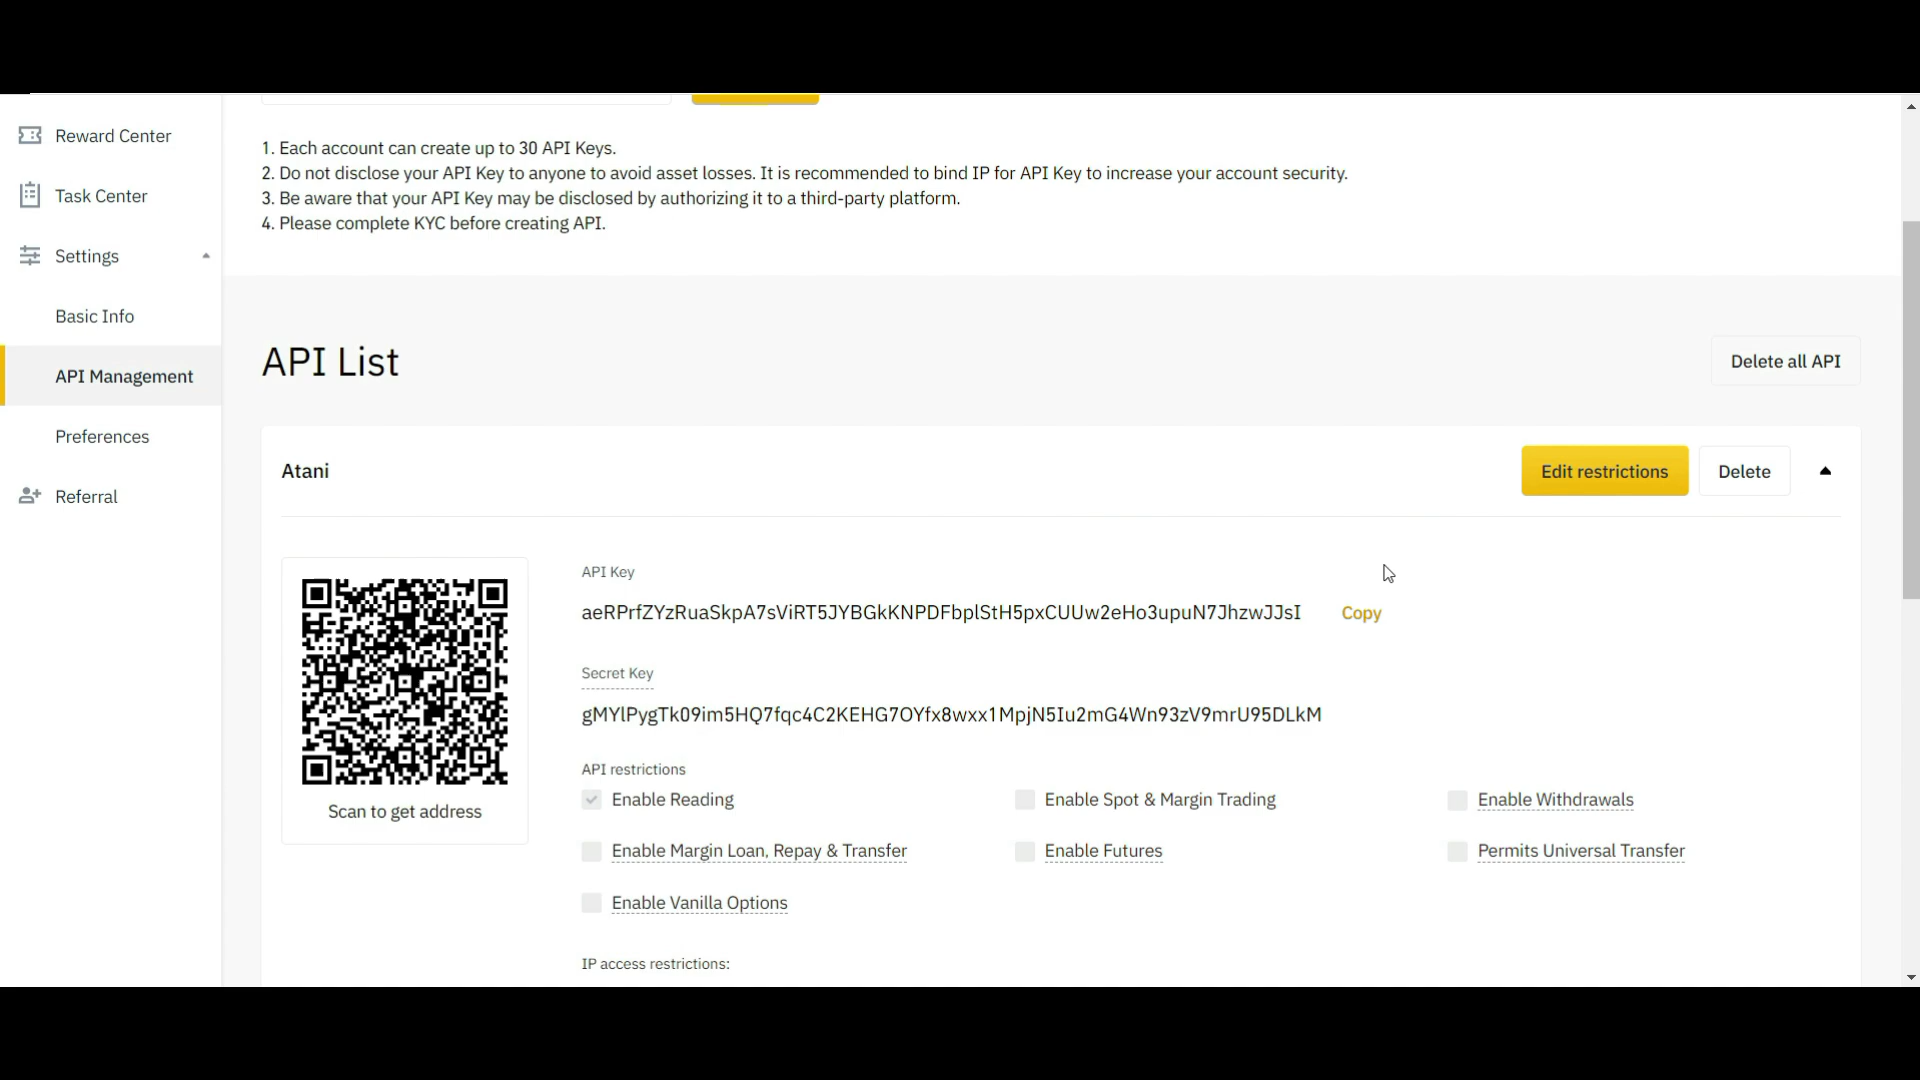 Reward Center
Task Center
Settings
Basic Info
API Management
Preferences
Referral
1. Each account can create up to 30 API Keys.
2. Do not disclose your API Key to anyone to avoid asset losses. It is recommended to bind IP for API Key to increase your account security.
3. Be aware that your API Key may be disclosed by authorizing it to a third-party platform.
4. Please complete KYC before creating API.
API List
Delete all API
Atani
Edit restrictions
Delete
Scan to get address
API Key
aeRPrfZYzRuaSkpA7sViRT5JYBGkKNPDFbplStH5pxCUUw2eHo3upuN7JhzwJJsI
Copy
Secret Key
gMYlPygTk09im5HQ7fqc4C2KEHG7OYfx8wxx1MpjN5Iu2mG4Wn93zV9mrU95DLkM
API restrictions
Enable Reading
Enable Spot & Margin Trading
Enable Withdrawals
Enable Margin Loan, Repay & Transfer
Enable Futures
Permits Universal Transfer
Enable Vanilla Options
IP access restrictions: